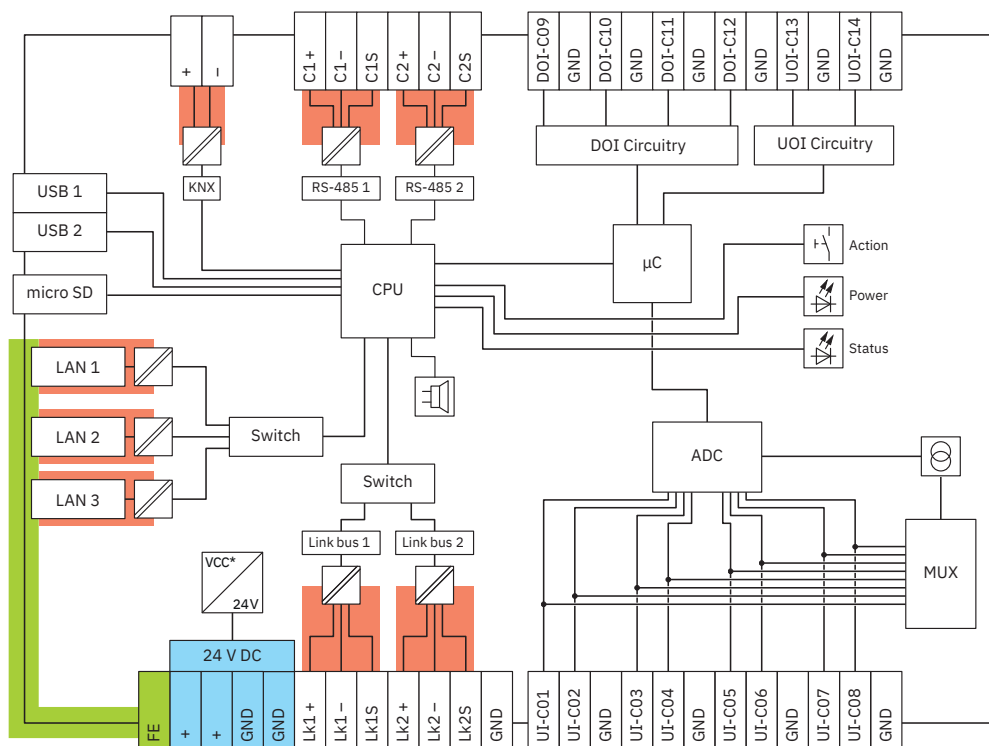 +
−
C1+
C1−
C1S
C2+
C2−
C2S
DOI-C09
GND
DOI-C10
GND
DOI-C11
GND
DOI-C12
GND
UOI-C13
GND
UOI-C14
GND
DOI Circuitry
UOI Circuitry
KNX
RS-485 1
RS-485 2
USB 1
USB 2
micro SD
CPU
µC
Action
Power
Status
LAN 1
LAN 2
LAN 3
Switch
Switch
ADC
Link bus 1
Link bus 2
MUX
VCC*
24V
24 V DC
FE
+
+
GND
GND
Lk1+
Lk1−
Lk1S
Lk2+
Lk2−
Lk2S
GND
UI-C01
UI-C02
GND
UI-C03
UI-C04
GND
UI-C05
UI-C06
GND
UI-C07
UI-C08
GND